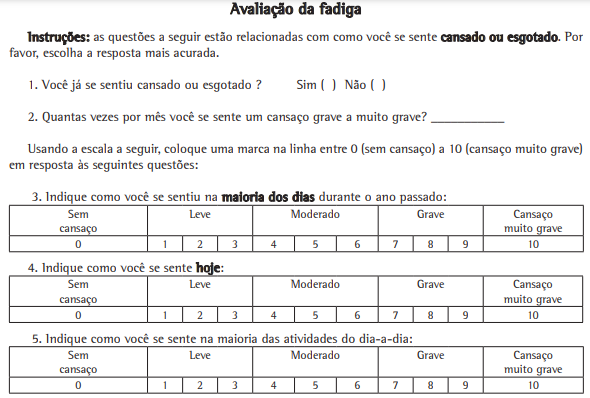 Avaliação da fadiga
Instruções: as questões a seguir estão relacionadas com como você se sente cansado ou esgotado. Por
favor, escolha a resposta mais acurada.
1. Você já se sentiu cansado ou esgotado ? Sim ( ) Não ( )
2. Quantas vezes por mês você se sente um cansaço grave a muito grave? ___________
Usando a escala a seguir, coloque uma marca na linha entre 0 (sem cansaço) a 10 (cansaço muito grave)
em resposta às seguintes questões:
3. Indique como você se sentiu na maioria dos dias durante o ano passado:
Sem Leve Moderado Grave Cansaço
cansaço muito grave
0 1 2 3 4 5 6 7 8 9 10
4. Indique como você se sente hoje:
Sem Leve Moderado Grave Cansaço
cansaço muito grave
0 1 2 3 4 5 6 7 8 9 10
5. Indique como você se sente na maioria das atividades do dia-a-dia:
Sem Leve Moderado Grave Cansaço
cansaço muito grave
0 1 2 3 4 5 6 7 8 9 10